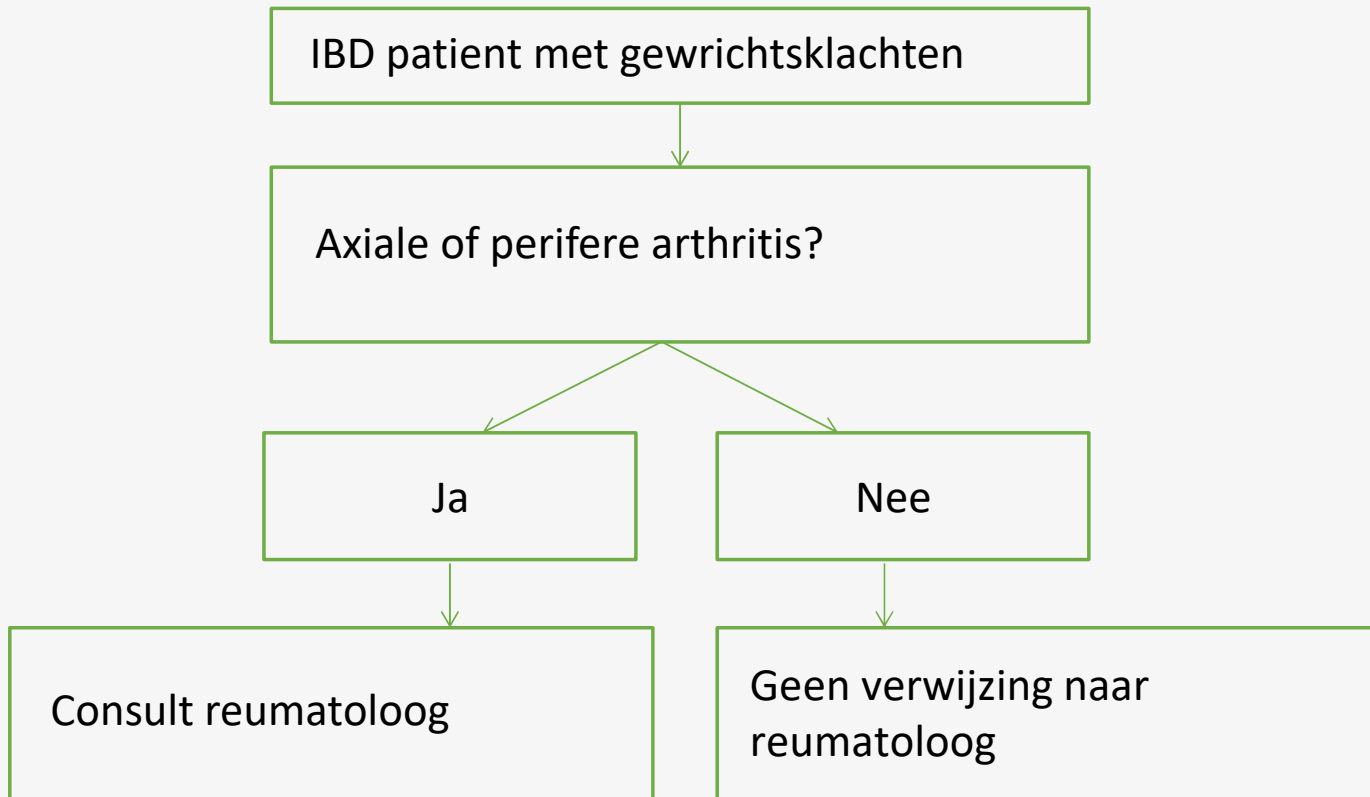 IBD patient met gewrichtsklachten
Axiale of perifere arthritis?
Ja
Nee
Consult reumatoloog
Geen verwijzing naar
reumatoloog